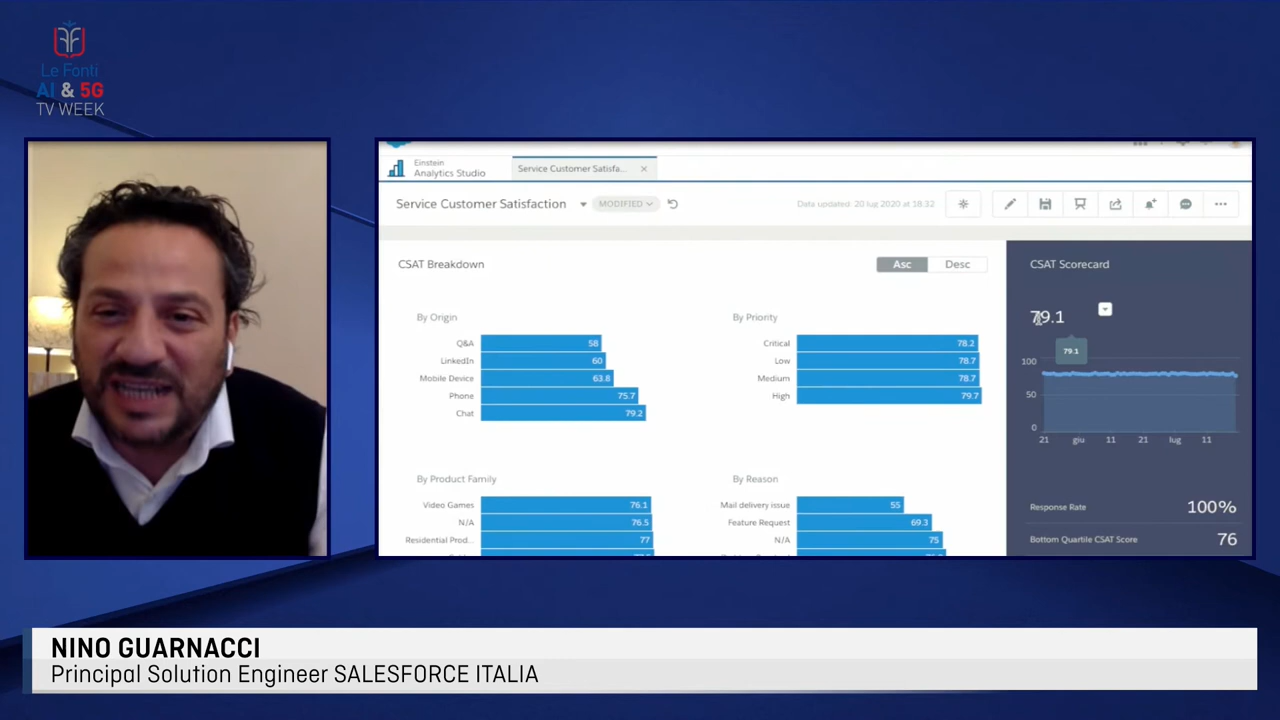 Le Fonti
AI & 5G
TV WEEK
Einstein
Analytics Studio
Service Customer Satisfa...
Service Customer Satisfaction
MODIFIED
Data updated: 20 lug 2020 at 18:32
CSAT Breakdown
Asc
Desc
By Origin
Q&A 58
LinkedIn 60
Mobile Device 63.8
Phone 75.7
Chat 79.2
By Priority
Critical 78.2
Low 78.7
Medium 78.7
High 79.7
By Product Family
Video Games 76.1
N/A 76.5
Residential Prod... 77
By Reason
Mail delivery issue 55
Feature Request 69.3
N/A 75
CSAT Scorecard
79.1
79.1
100
50
0
21 giu 11 21 lug 11
Response Rate 100%
Bottom Quartile CSAT Score 76
NINO GUARNACCI
Principal Solution Engineer SALESFORCE ITALIA